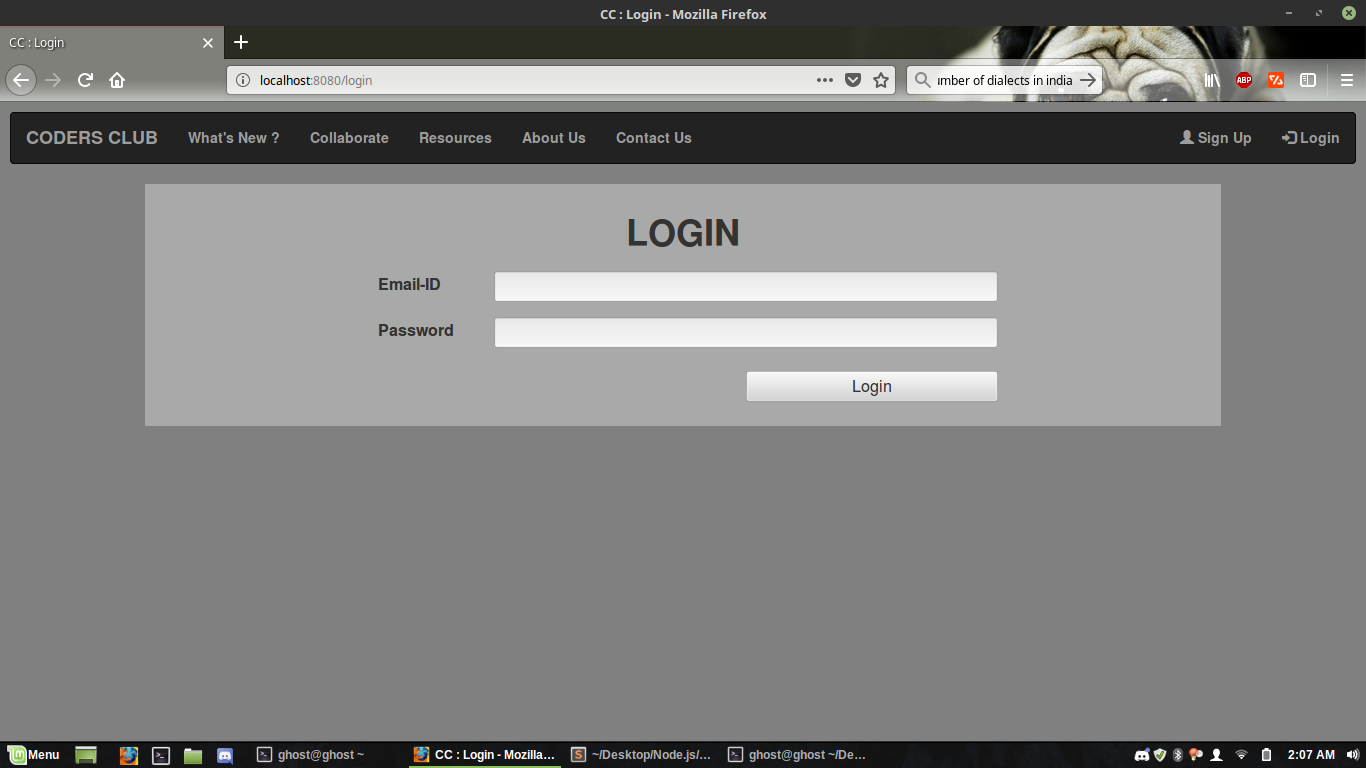 CC : Login - Mozilla Firefox
CC : Login
localhost:8080/login
mber of dialects in india
ABP
CODERS CLUB What's New ? Collaborate Resources About Us Contact Us Sign Up Login
LOGIN
Email-ID
Password
Login
Menu ghost@ghost ~ CC : Login - Mozilla... S ~/Desktop/Node.js/... ghost@ghost ~/De... 2:07 AM